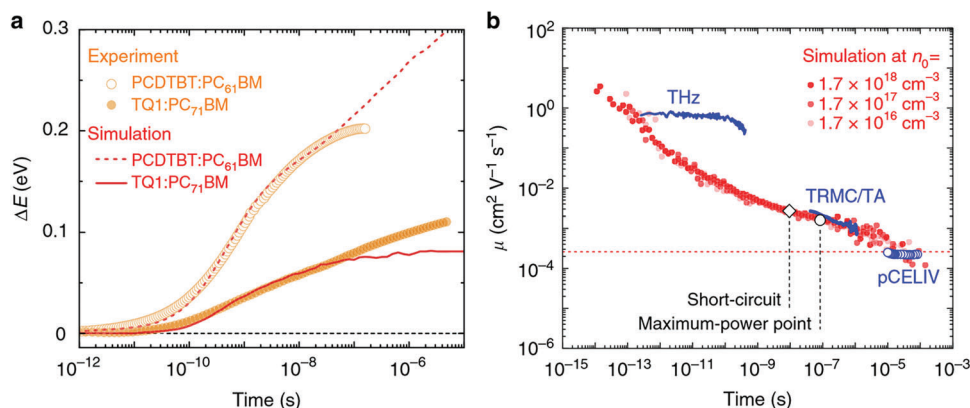 a
0.3
0.2
0.1
0
ΔE (eV)
Experiment
PCDTBT:PC₆₁BM
TQ1:PC₇₁BM
Simulation
PCDTBT:PC₆₁BM
TQ1:PC₇₁BM
10⁻¹² 10⁻¹⁰ 10⁻⁸ 10⁻⁶
Time (s)
b
10² 
10⁰
10⁻²
10⁻⁴
10⁻⁶
μ (cm² V⁻¹ s⁻¹)
Simulation at n₀=
1.7 × 10¹⁸ cm⁻³
1.7 × 10¹⁷ cm⁻³
1.7 × 10¹⁶ cm⁻³
THz
TRMC/TA
pCELIV
Short-circuit
Maximum-power point
10⁻¹⁵ 10⁻¹³ 10⁻¹¹ 10⁻⁹ 10⁻⁷ 10⁻⁵ 10⁻³
Time (s)